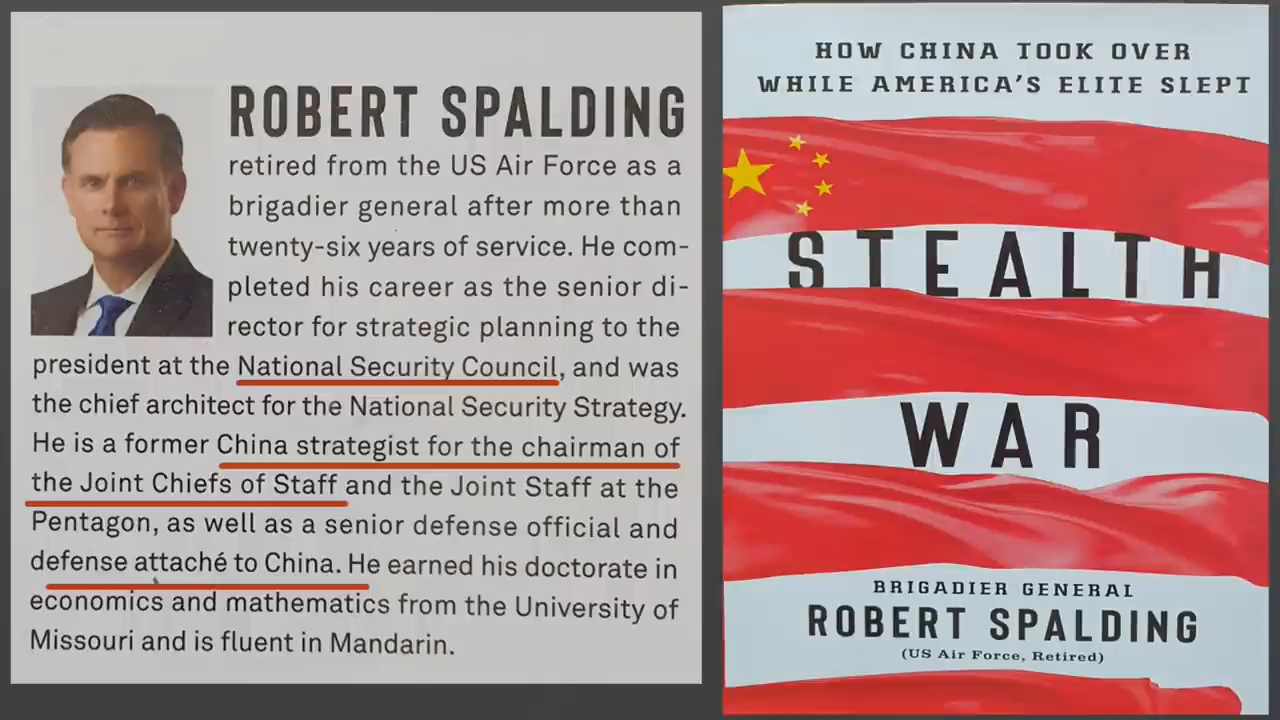 ROBERT SPALDING
retired from the US Air Force as a
brigadier general after more than
twenty-six years of service. He com-
pleted his career as the senior di-
rector for strategic planning to the
president at the National Security Council, and was
the chief architect for the National Security Strategy.
He is a former China strategist for the chairman of
the Joint Chiefs of Staff and the Joint Staff at the
Pentagon, as well as a senior defense official and
defense attaché to China. He earned his doctorate in
economics and mathematics from the University of
Missouri and is fluent in Mandarin.
HOW CHINA TOOK OVER
WHILE AMERICA'S ELITE SLEPT
STEALTH
WAR
BRIGADIER GENERAL
ROBERT SPALDING
(US Air Force, Retired)